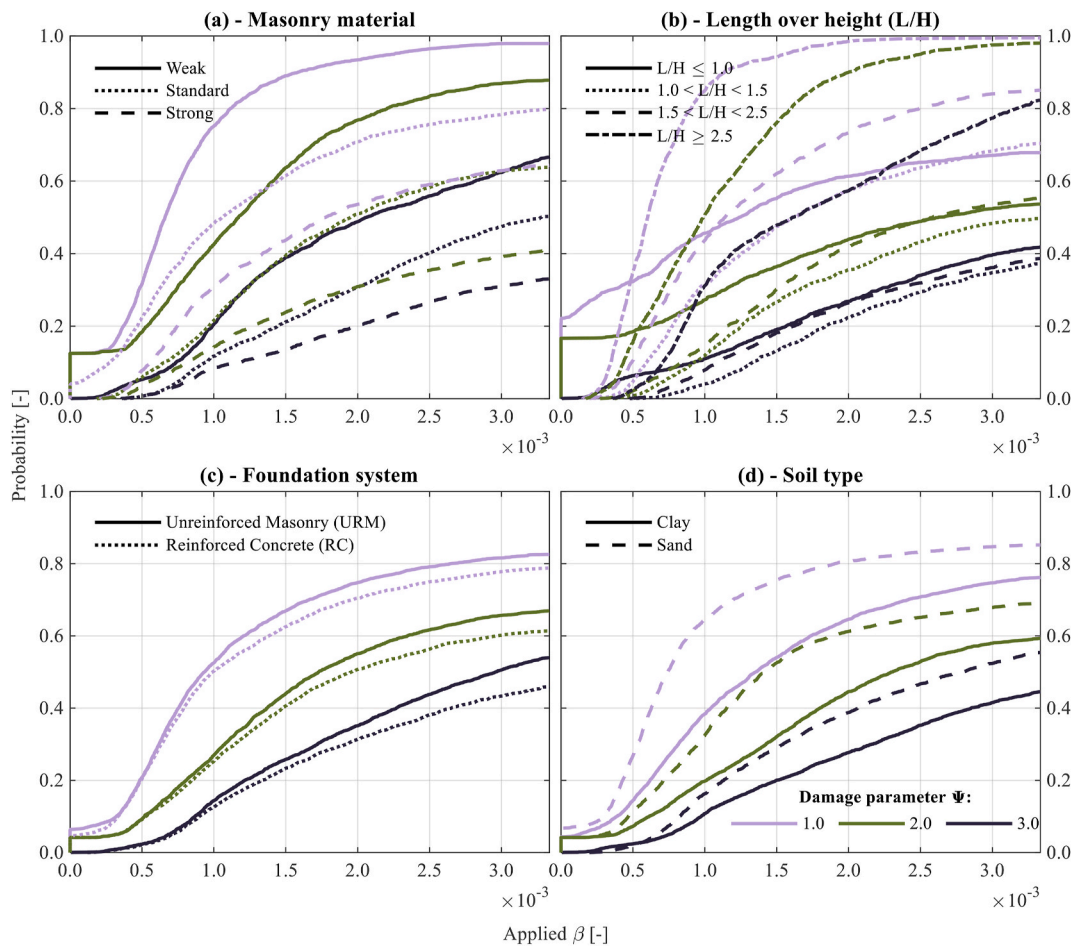 (a) - Masonry material
(b) - Length over height (L/H)
1.0
0.8
0.6
0.4
0.2
0.0
Weak
Standard
Strong
L/H ≤ 1.0
1.0 < L/H < 1.5
1.5 < L/H < 2.5
L/H ≥ 2.5
1.0
0.8
0.6
0.4
0.2
0.0
0.0 0.5 1.0 1.5 2.0 2.5 3.0
×10⁻³
0.0 0.5 1.0 1.5 2.0 2.5 3.0
×10⁻³
Probability [-]
(c) - Foundation system
(d) - Soil type
1.0
0.8
0.6
0.4
0.2
0.0
Unreinforced Masonry (URM)
Reinforced Concrete (RC)
Clay
Sand
Damage parameter Ψ:
1.0 2.0 3.0
1.0
0.8
0.6
0.4
0.2
0.0
0.0 0.5 1.0 1.5 2.0 2.5 3.0
×10⁻³
0.0 0.5 1.0 1.5 2.0 2.5 3.0
×10⁻³
Applied β [-]